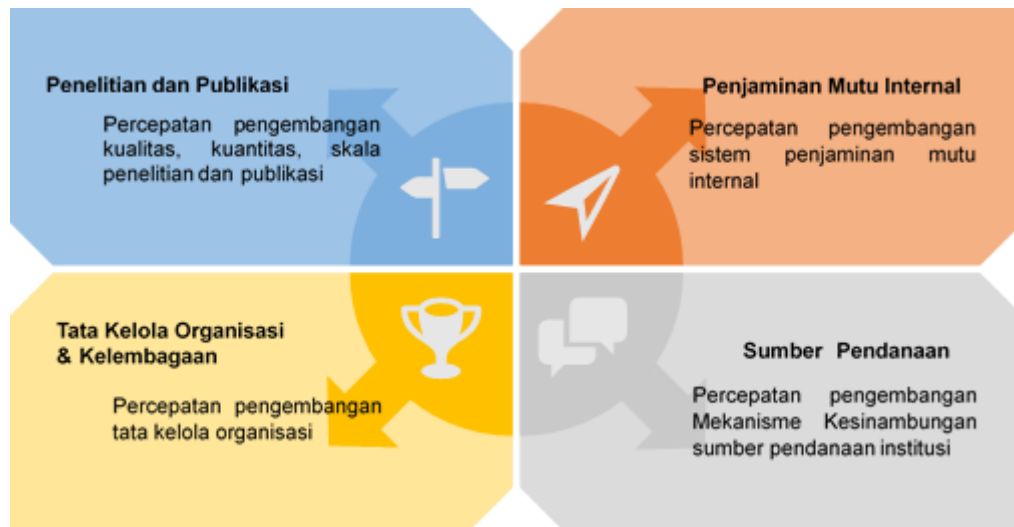 Penelitian dan Publikasi
Percepatan pengembangan
kualitas, kuantitas, skala
penelitian dan publikasi
Penjaminan Mutu Internal
Percepatan pengembangan
sistem penjaminan mutu
internal
Tata Kelola Organisasi
& Kelembagaan
Percepatan pengembangan
tata kelola organisasi
Sumber Pendanaan
Percepatan pengembangan
Mekanisme Kesinambungan
sumber pendanaan institusi